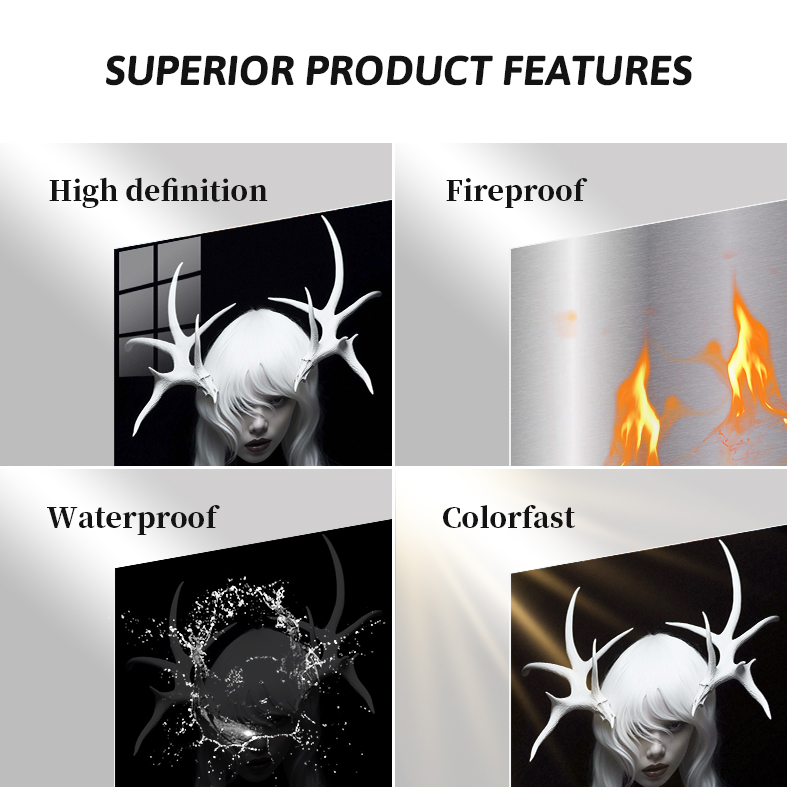 SUPERIOR PRODUCT FEATURES
High definition
Fireproof
Waterproof
Colorfast